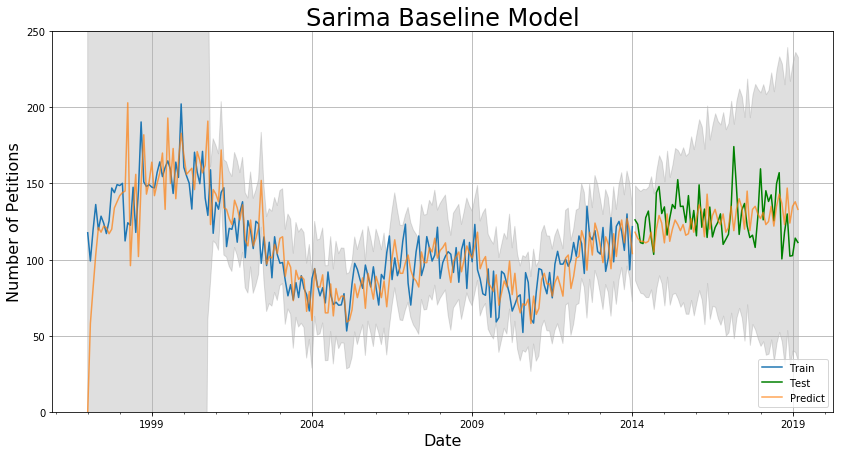 Sarima Baseline Model
Number of Petitions
250
200
150
100
50
0
1999
2004
2009
2014
2019
Date
Train
Test
Predict